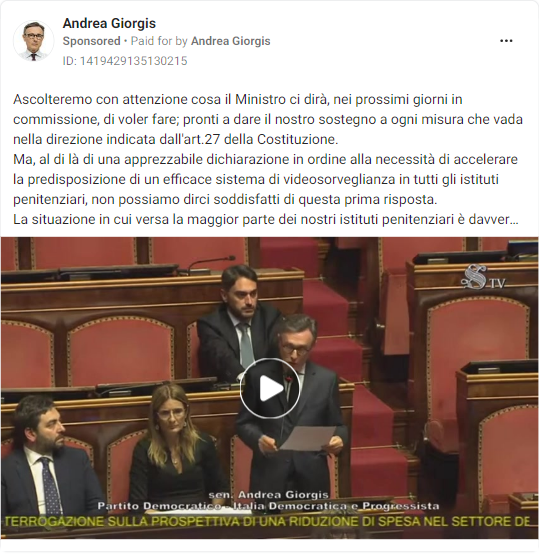 Andrea Giorgis
Sponsored • Paid for by Andrea Giorgis
ID: 1419429135130215
Ascolteremo con attenzione cosa il Ministro ci dirà, nei prossimi giorni in
commissione, di voler fare; pronti a dare il nostro sostegno a ogni misura che vada
nella direzione indicata dall'art.27 della Costituzione.
Ma, al di là di una apprezzabile dichiarazione in ordine alla necessità di accelerare
la predisposizione di un efficace sistema di videosorveglianza in tutti gli istituti
penitenziari, non possiamo dirci soddisfatti di questa prima risposta.
La situazione in cui versa la maggior parte dei nostri istituti penitenziari è davver...
S TV
sen. Andrea Giorgis
Partito Democratico - Italia Democratica e Progressista
TERROGAZIONE SULLA PROSPETTIVA DI UNA RIDUZIONE DI SPESA NEL SETTORE DE